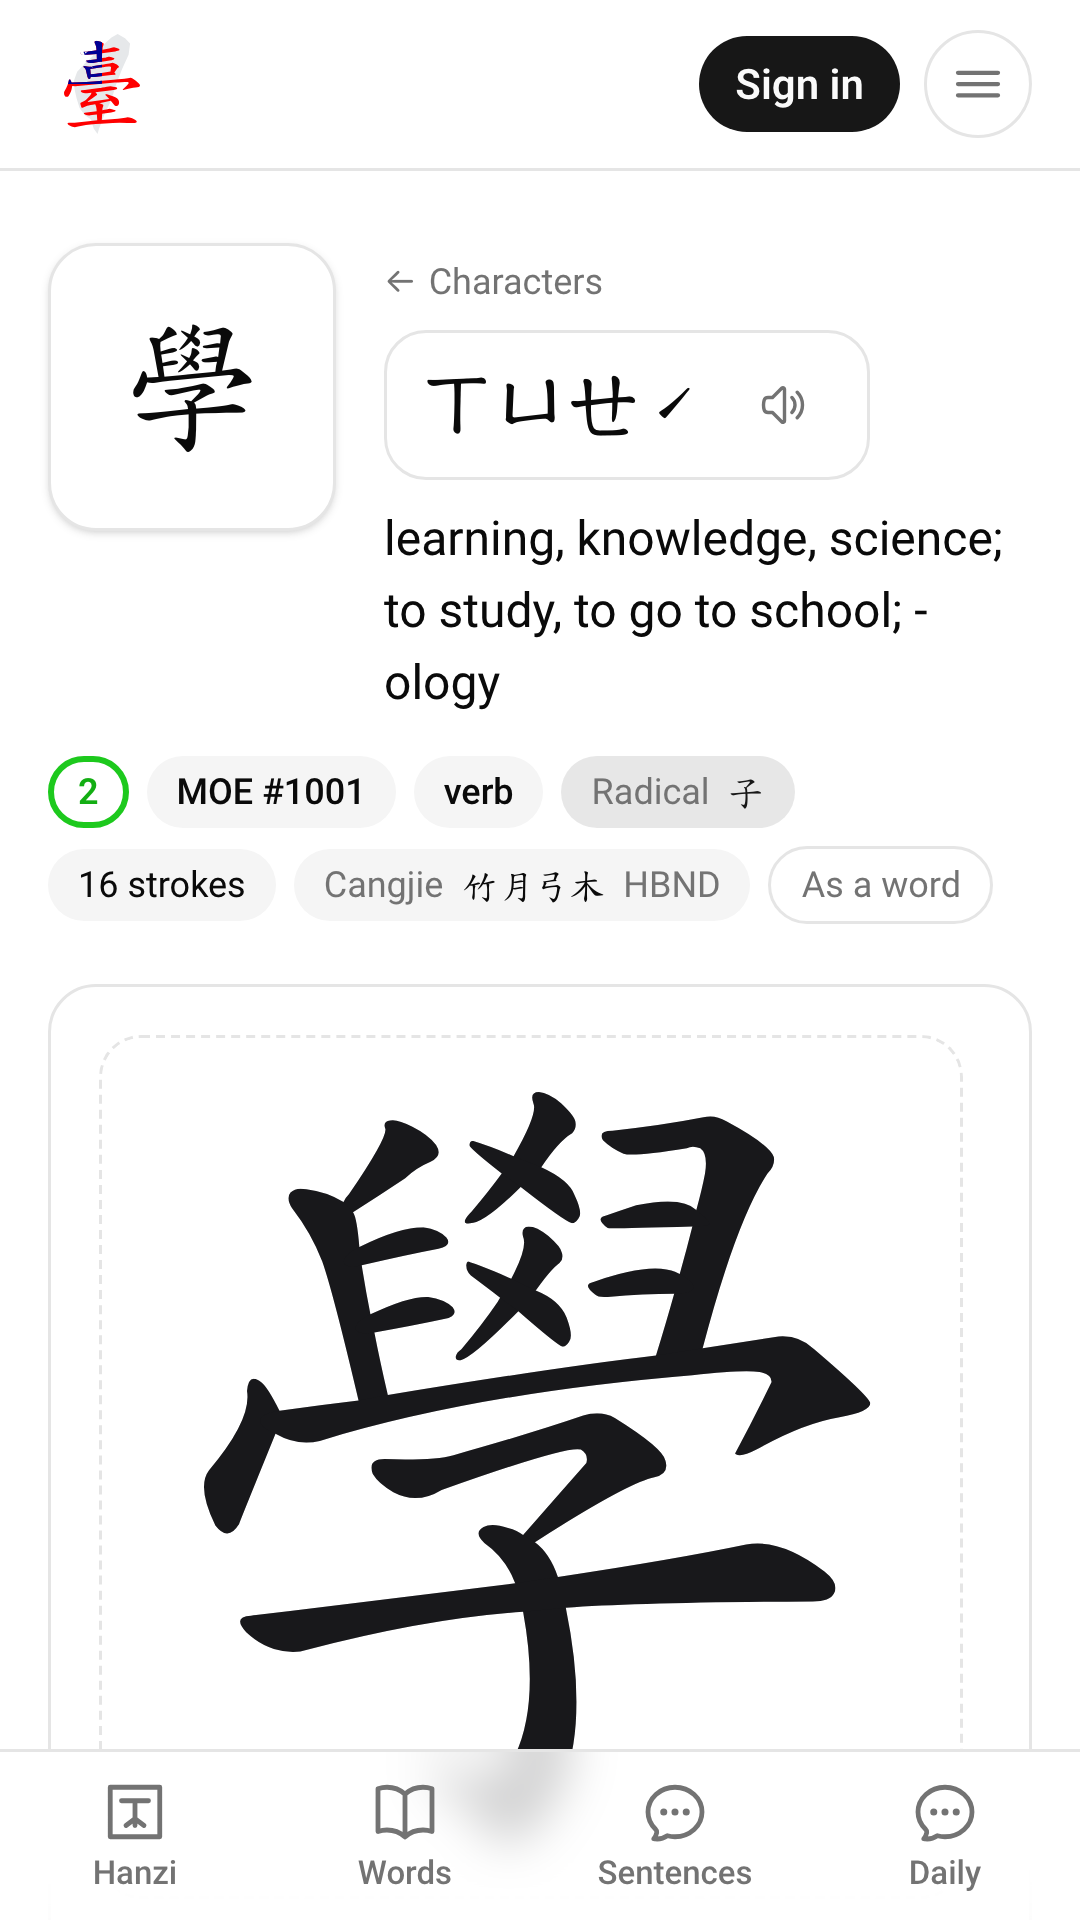 臺
Sign in
學
← Characters
ㄒㄩㄝˊ
learning, knowledge, science;
to study, to go to school; -
ology
2 MOE #1001 verb Radical 子
16 strokes Cangjie 竹月弓木 HBND As a word
學
Hanzi Words Sentences Daily